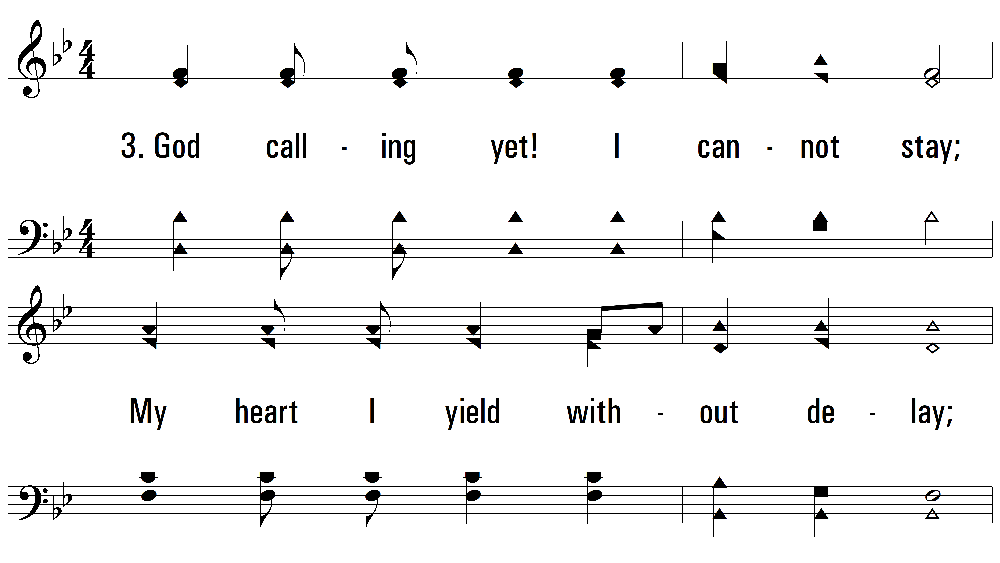 3. God call - ing yet! I can - not stay;
My heart I yield with - out de - lay;